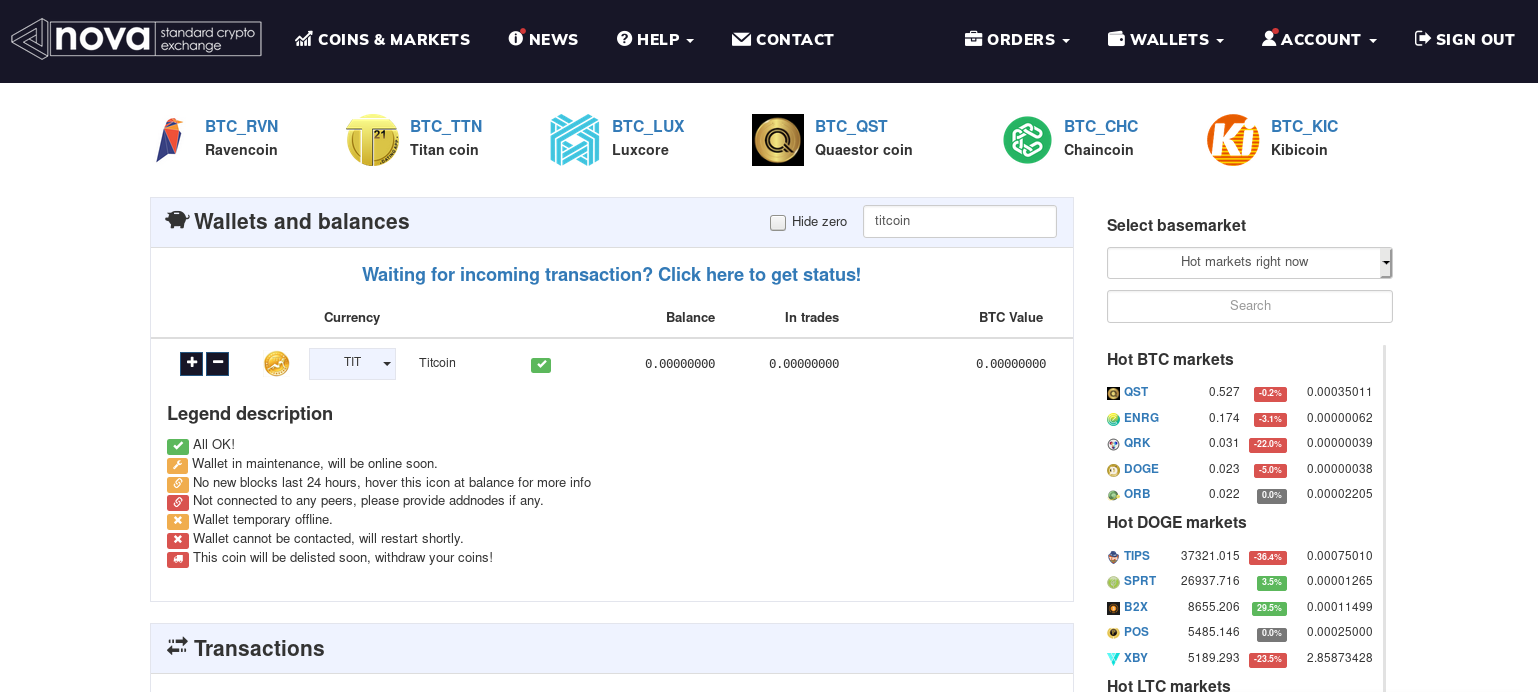 nova standard crypto exchange
COINS & MARKETS NEWS HELP CONTACT ORDERS WALLETS ACCOUNT SIGN OUT
BTC_RVN BTC_TTN BTC_LUX BTC_QST BTC_CHC BTC_KIC
Ravencoin Titan coin Luxcore Quaestor coin Chaincoin Kibicoin
Wallets and balances Hide zero titcoin
Waiting for incoming transaction? Click here to get status!
Currency Balance In trades BTC Value
TIT Titcoin 0.00000000 0.00000000 0.00000000
Legend description
All OK!
Wallet in maintenance, will be online soon.
No new blocks last 24 hours, hover this icon at balance for more info
Not connected to any peers, please provide addnodes if any.
Wallet temporary offline.
Wallet cannot be contacted, will restart shortly.
This coin will be delisted soon, withdraw your coins!
Transactions
Select basemarket
Hot markets right now
Search
Hot BTC markets
QST 0.527 -0.2% 0.00035011
ENRG 0.174 -3.1% 0.00000062
QRK 0.031 -22.0% 0.00000039
DOGE 0.023 -5.0% 0.00000038
ORB 0.022 0.0% 0.00002205
Hot DOGE markets
TIPS 37321.015 -36.4% 0.00075010
SPRT 26937.716 3.5% 0.00001265
B2X 8655.206 29.5% 0.00011499
POS 5485.146 0.0% 0.00025000
XBY 5189.293 -23.5% 2.85873428
Hot LTC markets